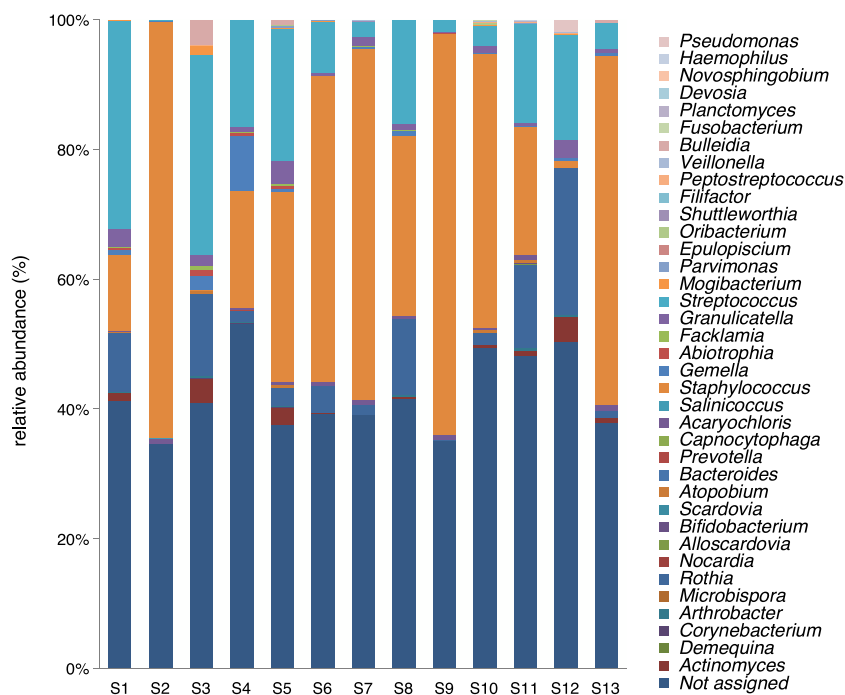 100%
80%
60%
40%
20%
0%
relative abundance (%)
S1 S2 S3 S4 S5 S6 S7 S8 S9 S10 S11 S12 S13
Pseudomonas
Haemophilus
Novosphingobium
Devosia
Planctomyces
Fusobacterium
Bulleidia
Veillonella
Peptostreptococcus
Filifactor
Shuttleworthia
Oribacterium
Epulopiscium
Parvimonas
Mogibacterium
Streptococcus
Granulicatella
Facklamia
Abiotrophia
Gemella
Staphylococcus
Salinicoccus
Acaryochloris
Capnocytophaga
Prevotella
Bacteroides
Atopobium
Scardovia
Bifidobacterium
Alloscardovia
Nocardia
Rothia
Microbispora
Arthrobacter
Corynebacterium
Demequina
Actinomyces
Not assigned